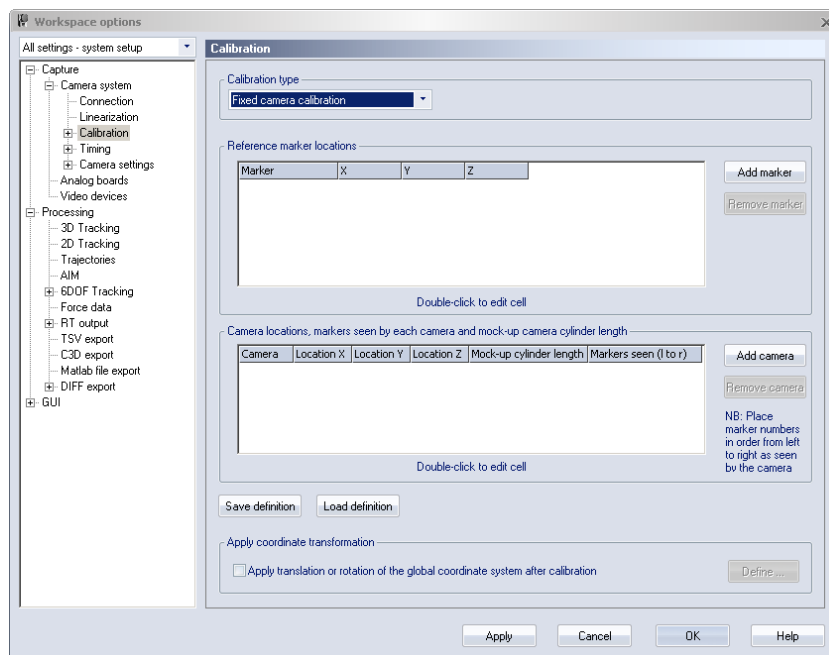 Workspace options
All settings - system setup
Capture
Camera system
Connection
Linearization
Calibration
Timing
Camera settings
Analog boards
Video devices
Processing
3D Tracking
2D Tracking
Trajectories
AIM
6DOF Tracking
Force data
RT output
TSV export
C3D export
Matlab file export
DIFF export
GUI
Calibration
Calibration type
Fixed camera calibration
Reference marker locations
Marker X Y Z
Add marker
Remove marker
Double-click to edit cell
Camera locations, markers seen by each camera and mock-up camera cylinder length
Camera Location X Location Y Location Z Mock-up cylinder length Markers seen (l to r)
Add camera
Remove camera
NB: Place
marker numbers
in order from left
to right as seen
by the camera
Double-click to edit cell
Save definition Load definition
Apply coordinate transformation
Apply translation or rotation of the global coordinate system after calibration
Define ...
Apply Cancel OK Help